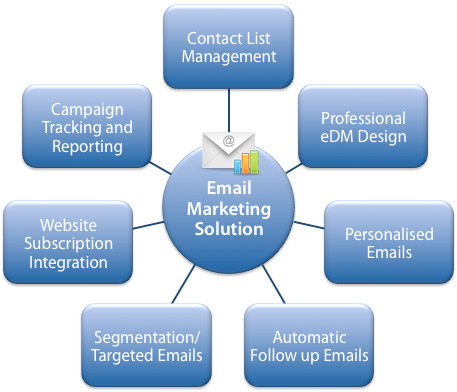 Contact List
Management
Professional
eDM Design
Personalised
Emails
Automatic
Follow up Emails
Segmentation/
Targeted Emails
Website
Subscription
Integration
Campaign
Tracking and
Reporting
@
Email
Marketing
Solution